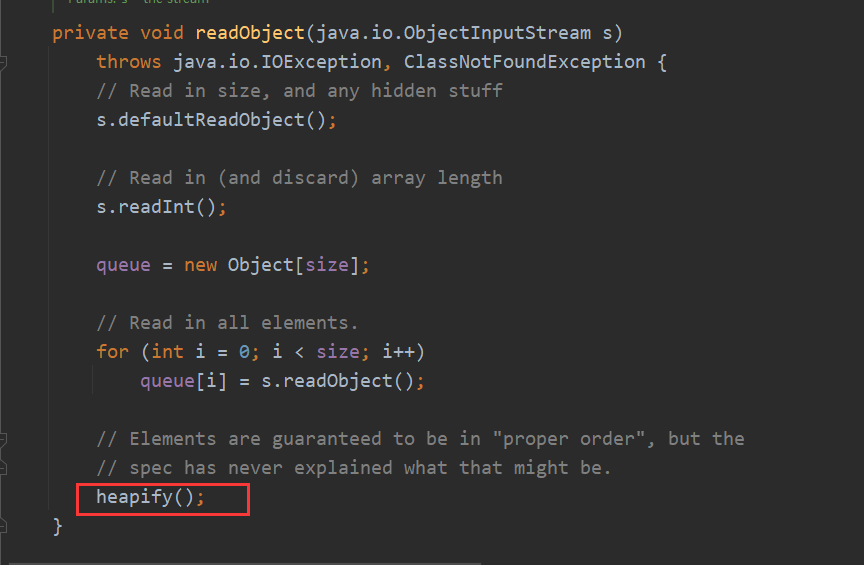 Params: s – the stream
private void readObject(java.io.ObjectInputStream s)
throws java.io.IOException, ClassNotFoundException {
// Read in size, and any hidden stuff
s.defaultReadObject();
// Read in (and discard) array length
s.readInt();
queue = new Object[size];
// Read in all elements.
for (int i = 0; i < size; i++)
queue[i] = s.readObject();
// Elements are guaranteed to be in "proper order", but the
// spec has never explained what that might be.
heapify();
}